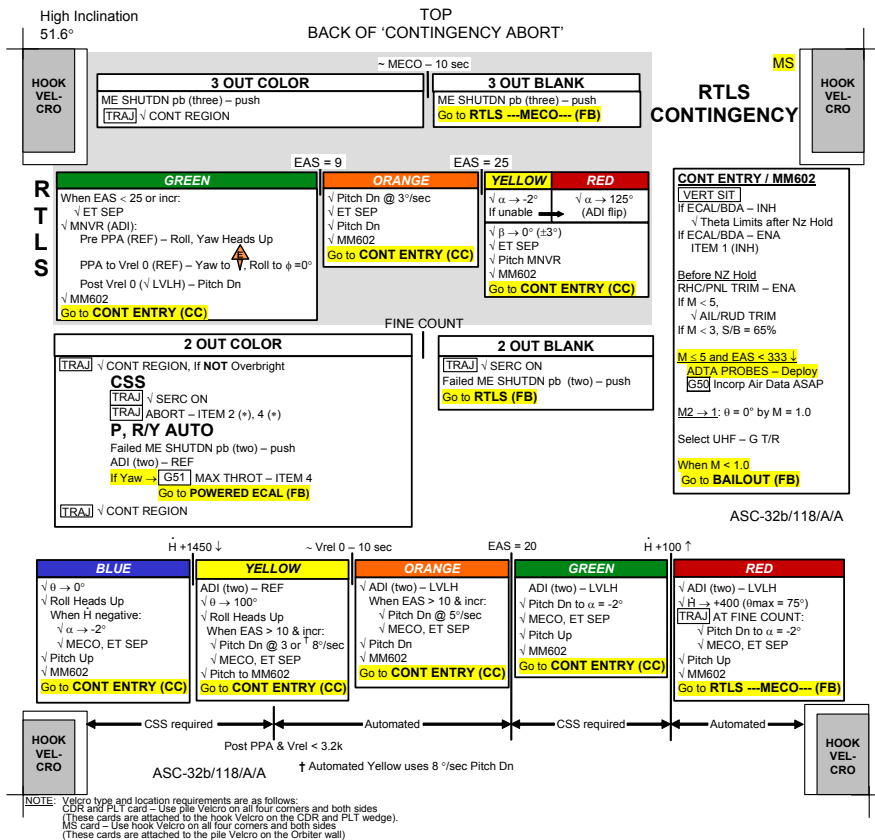 High Inclination
51.6°
TOP
BACK OF 'CONTINGENCY ABORT'
MS
HOOK
VEL-
CRO
HOOK
VEL-
CRO
~ MECO – 10 sec
3 OUT COLOR
ME SHUTDN pb (three) – push
TRAJ √ CONT REGION
3 OUT BLANK
ME SHUTDN pb (three) – push
Go to RTLS ---MECO--- (FB)
RTLS
CONTINGENCY
RTLS
EAS = 9
EAS = 25
GREEN
When EAS < 25 or incr:
√ ET SEP
√ MNVR (ADI):
Pre PPA (REF) – Roll, Yaw Heads Up
PPA to Vrel 0 (REF) – Yaw to E, Roll to ϕ =0°
Post Vrel 0 (√ LVLH) – Pitch Dn
√ MM602
Go to CONT ENTRY (CC)
ORANGE
√ Pitch Dn @ 3°/sec
√ ET SEP
√ Pitch Dn
√ MM602
Go to CONT ENTRY (CC)
YELLOW
RED
√ α → -2°
If unable
√ α → 125°
(ADI flip)
√ β → 0° (±3°)
√ ET SEP
√ Pitch MNVR
√ MM602
Go to CONT ENTRY (CC)
CONT ENTRY / MM602
VERT SIT
If ECAL/BDA – INH
√ Theta Limits after Nz Hold
If ECAL/BDA – ENA
ITEM 1 (INH)
Before NZ Hold
RHC/PNL TRIM – ENA
If M < 5,
√ AIL/RUD TRIM
If M < 3, S/B = 65%
M ≤ 5 and EAS < 333 ↓
ADTA PROBES – Deploy
G50 Incorp Air Data ASAP
M2 → 1: θ = 0° by M = 1.0
Select UHF – G T/R
When M < 1.0
Go to BAILOUT (FB)
ASC-32b/118/A/A
FINE COUNT
2 OUT COLOR
TRAJ √ CONT REGION, If NOT Overbright
CSS
TRAJ √ SERC ON
TRAJ ABORT – ITEM 2 (∗), 4 (∗)
P, R/Y AUTO
Failed ME SHUTDN pb (two) – push
ADI (two) – REF
If Yaw → G51 MAX THROT – ITEM 4
Go to POWERED ECAL (FB)
TRAJ √ CONT REGION
2 OUT BLANK
TRAJ √ SERC ON
Failed ME SHUTDN pb (two) – push
Go to RTLS (FB)
Ḣ +1450 ↓
~ Vrel 0 – 10 sec
EAS = 20
Ḣ +100 ↑
BLUE
√ θ → 0°
√ Roll Heads Up
When Ḣ negative:
√ α → -2°
√ MECO, ET SEP
√ Pitch Up
√ MM602
Go to CONT ENTRY (CC)
YELLOW
ADI (two) – REF
√ θ → 100°
√ Roll Heads Up
When EAS > 10 & incr:
√ Pitch Dn @ 3 or † 8°/sec
√ MECO, ET SEP
√ Pitch to MM602
Go to CONT ENTRY (CC)
ORANGE
√ ADI (two) – LVLH
When EAS > 10 & incr:
√ Pitch Dn @ 5°/sec
√ MECO, ET SEP
√ Pitch Dn
√ MM602
Go to CONT ENTRY (CC)
GREEN
ADI (two) – LVLH
√ Pitch Dn to α = -2°
√ MECO, ET SEP
√ Pitch Up
√ MM602
Go to CONT ENTRY (CC)
RED
√ ADI (two) – LVLH
√ Ḣ → +400 (θmax = 75°)
TRAJ AT FINE COUNT:
√ Pitch Dn to α = -2°
√ MECO, ET SEP
√ Pitch Up
√ MM602
Go to RTLS ---MECO--- (FB)
CSS required
Automated
CSS required
Automated
HOOK
VEL-
CRO
HOOK
VEL-
CRO
Post PPA & Vrel < 3.2k
ASC-32b/118/A/A
† Automated Yellow uses 8 °/sec Pitch Dn
NOTE: Velcro type and location requirements are as follows:
CDR and PLT card – Use pile Velcro on all four corners and both sides
(These cards are attached to the hook Velcro on the CDR and PLT wedge).
MS card – Use hook Velcro on all four corners and both sides
(These cards are attached to the pile Velcro on the Orbiter wall)